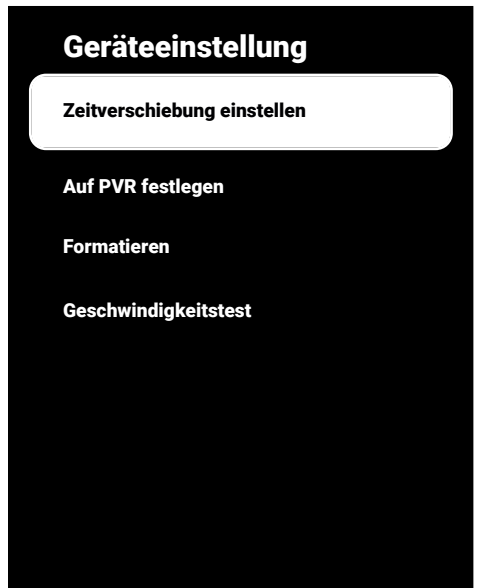 Geräteeinstellung
Zeitverschiebung einstellen
Auf PVR festlegen
Formatieren
Geschwindigkeitstest